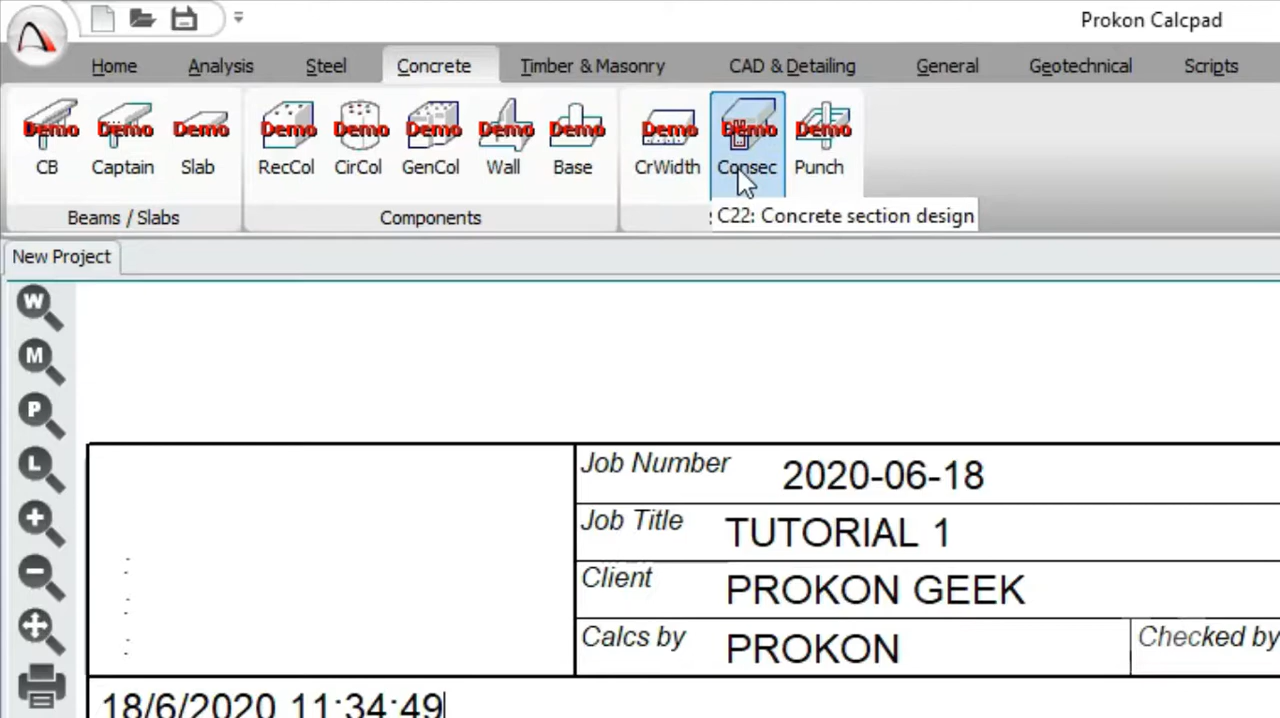 Prokon Calcpad
Home Analysis Steel Concrete Timber & Masonry CAD & Detailing General Geotechnical Scripts
Demo Demo Demo Demo Demo Demo Demo Demo Demo Demo Demo
CB Captain Slab RecCol CirCol GenCol Wall Base CrWidth Consec Punch
Beams / Slabs Components
C22: Concrete section design
New Project
W
M
P
L
Job Number 2020-06-18
Job Title TUTORIAL 1
Client PROKON GEEK
Calcs by PROKON Checked by
18/6/2020 11:34:49